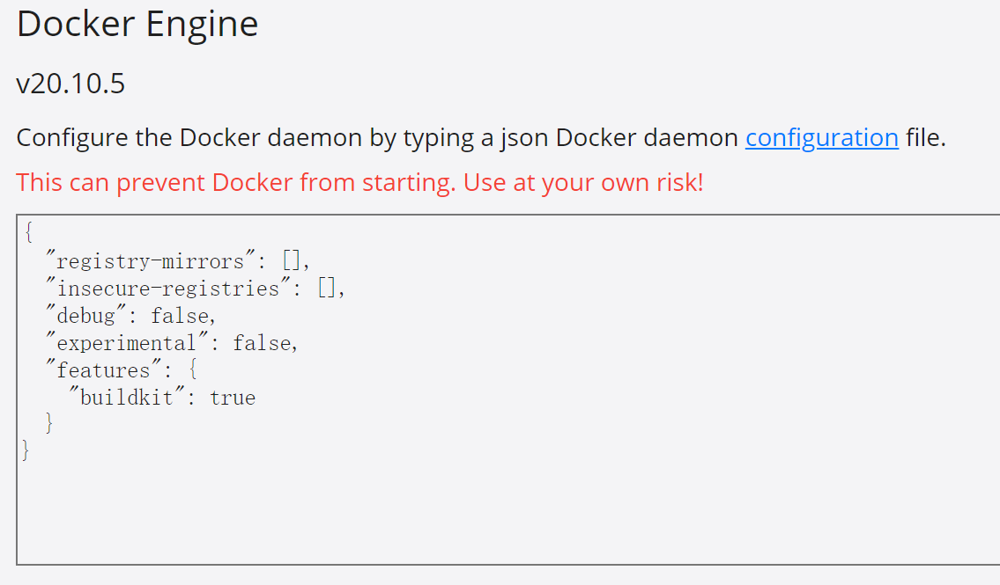 Docker Engine
v20.10.5
Configure the Docker daemon by typing a json Docker daemon configuration file.
This can prevent Docker from starting. Use at your own risk!
{
  "registry-mirrors": [],
  "insecure-registries": [],
  "debug": false,
  "experimental": false,
  "features": {
    "buildkit": true
  }
}